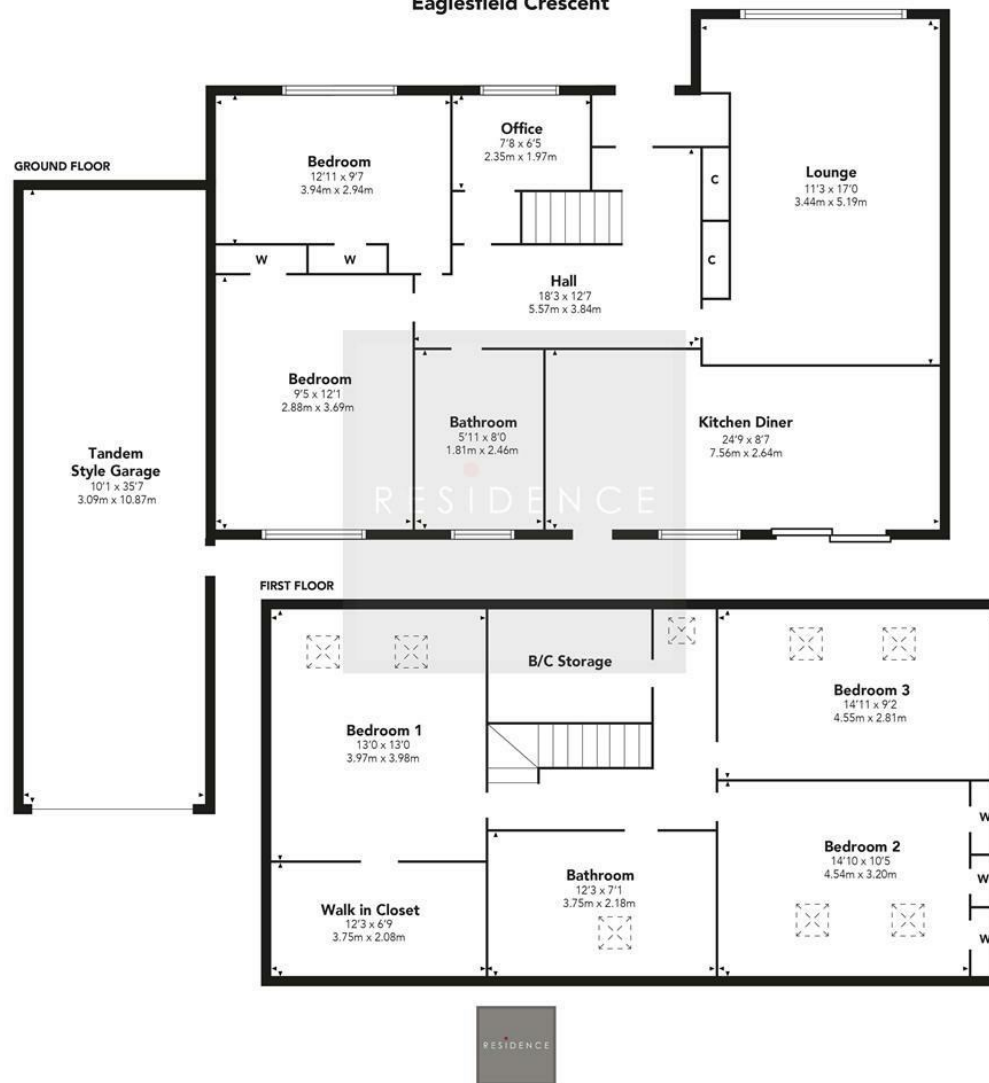 Eaglesfield Crescent
GROUND FLOOR
Bedroom
12'11 x 9'7
3.94m x 2.94m
Office
7'8 x 6'5
2.35m x 1.97m
Lounge
11'3 x 17'0
3.44m x 5.19m
C
C
W
W
Hall
18'3 x 12'7
5.57m x 3.84m
Bedroom
9'5 x 12'1
2.88m x 3.69m
Bathroom
5'11 x 8'0
1.81m x 2.46m
Kitchen Diner
24'9 x 8'7
7.56m x 2.64m
Tandem
Style Garage
10'1 x 35'7
3.09m x 10.87m
RESIDENCE
FIRST FLOOR
B/C Storage
Bedroom 1
13'0 x 13'0
3.97m x 3.98m
Bedroom 3
14'11 x 9'2
4.55m x 2.81m
Bedroom 2
14'10 x 10'5
4.54m x 3.20m
W
W
W
Bathroom
12'3 x 7'1
3.75m x 2.18m
Walk in Closet
12'3 x 6'9
3.75m x 2.08m
RESIDENCE